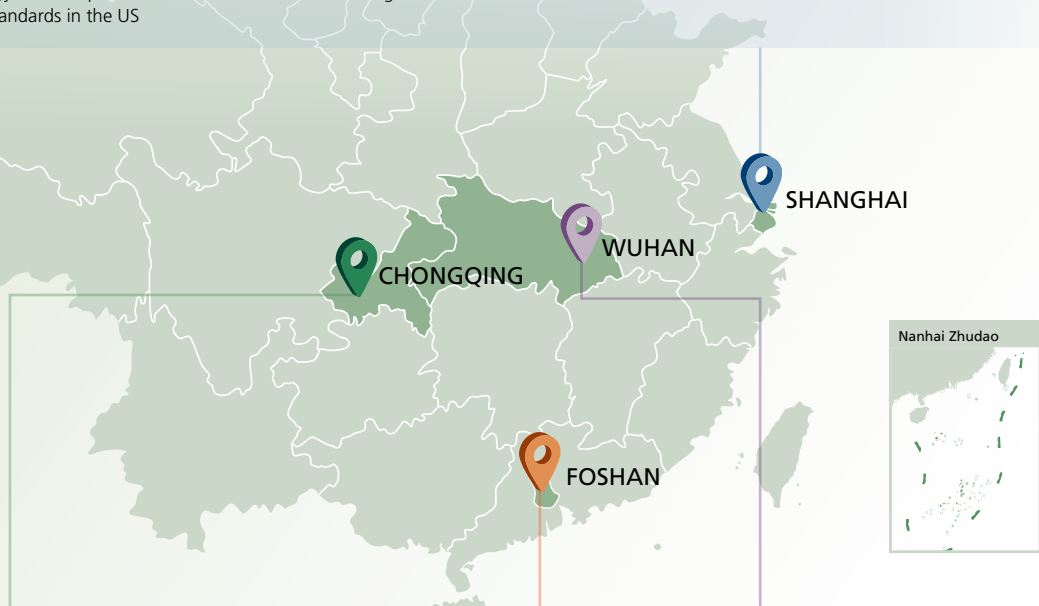 andards in the US
SHANGHAI
WUHAN
CHONGQING
Nanhai Zhudao
FOSHAN